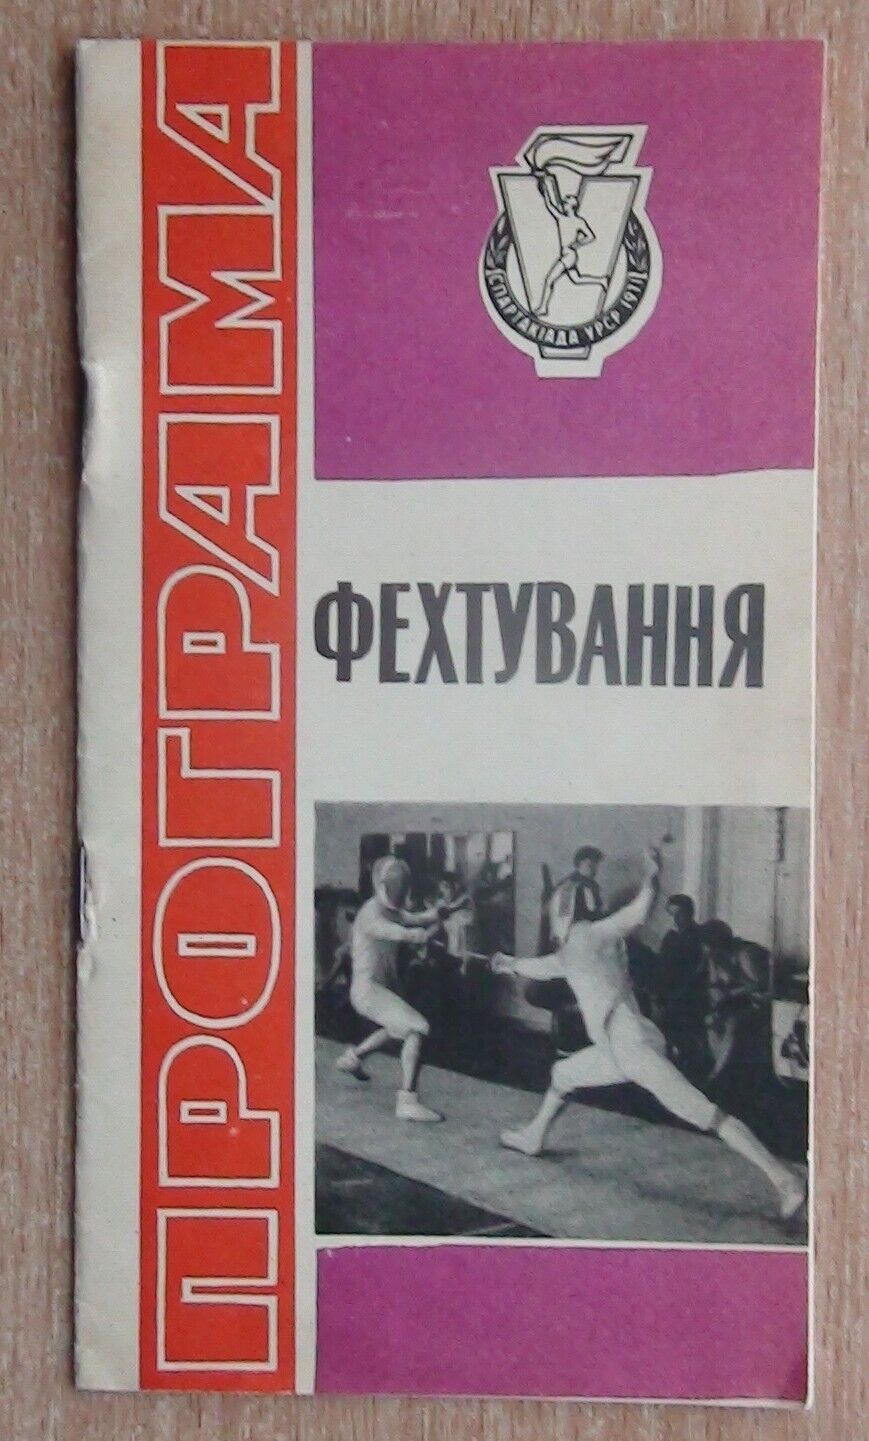 ПРОГРАМА
СПАРТАКІАДА УРСР 1971
ФЕХТУВАННЯ